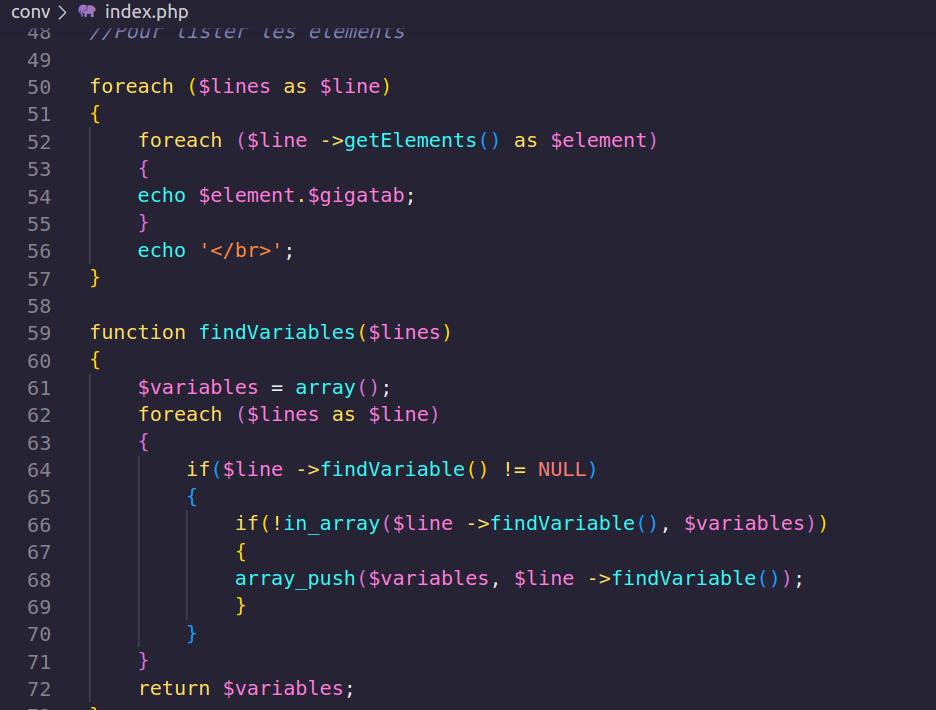 conv > index.php
48 //Pour lister les elements
49
50 foreach ($lines as $line)
51 {
52     foreach ($line ->getElements() as $element)
53     {
54     echo $element.$gigatab;
55     }
56     echo '</br>';
57 }
58
59 function findVariables($lines)
60 {
61     $variables = array();
62     foreach ($lines as $line)
63     {
64         if($line ->findVariable() != NULL)
65         {
66             if(!in_array($line ->findVariable(), $variables))
67             {
68             array_push($variables, $line ->findVariable());
69             }
70         }
71     }
72     return $variables;